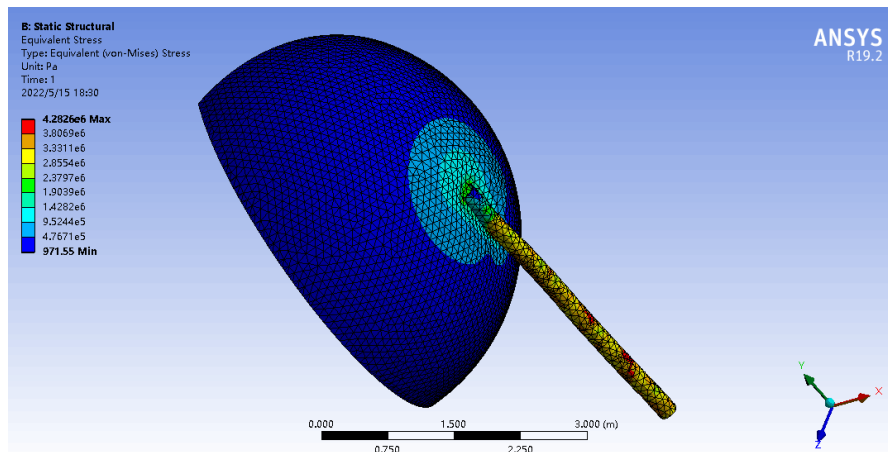 B: Static Structural
Equivalent Stress
Type: Equivalent (von-Mises) Stress
Unit: Pa
Time: 1
2022/5/15 18:30
4.2826e6 Max
3.8069e6
3.3311e6
2.8554e6
2.3797e6
1.9039e6
1.4282e6
9.5244e5
4.7671e5
971.55 Min
ANSYS
R19.2
0.000 1.500 3.000 (m)
0.750 2.250
Y
X
Z